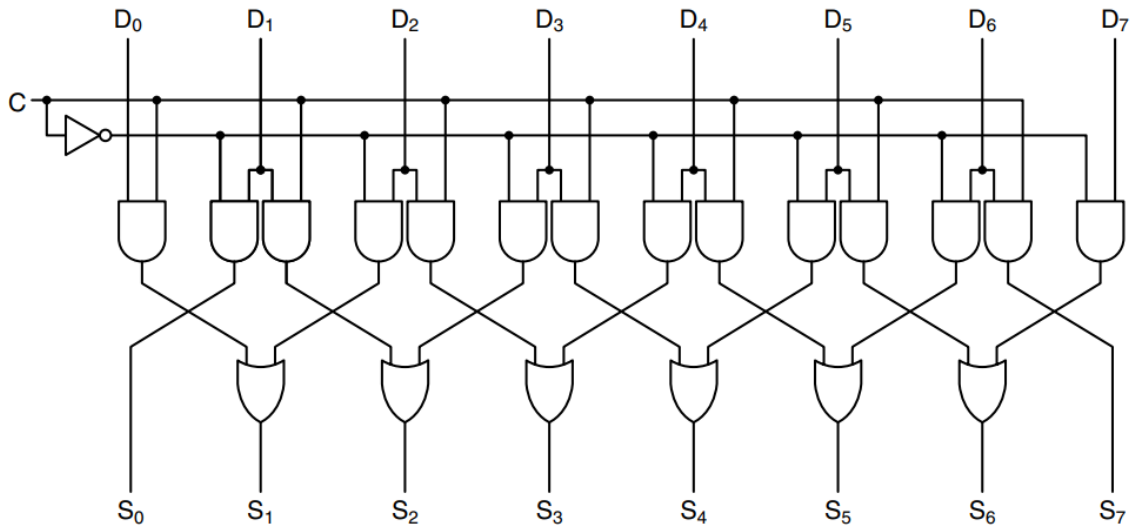 D₀ D₁ D₂ D₃ D₄ D₅ D₆ D₇
C
S₀ S₁ S₂ S₃ S₄ S₅ S₆ S₇